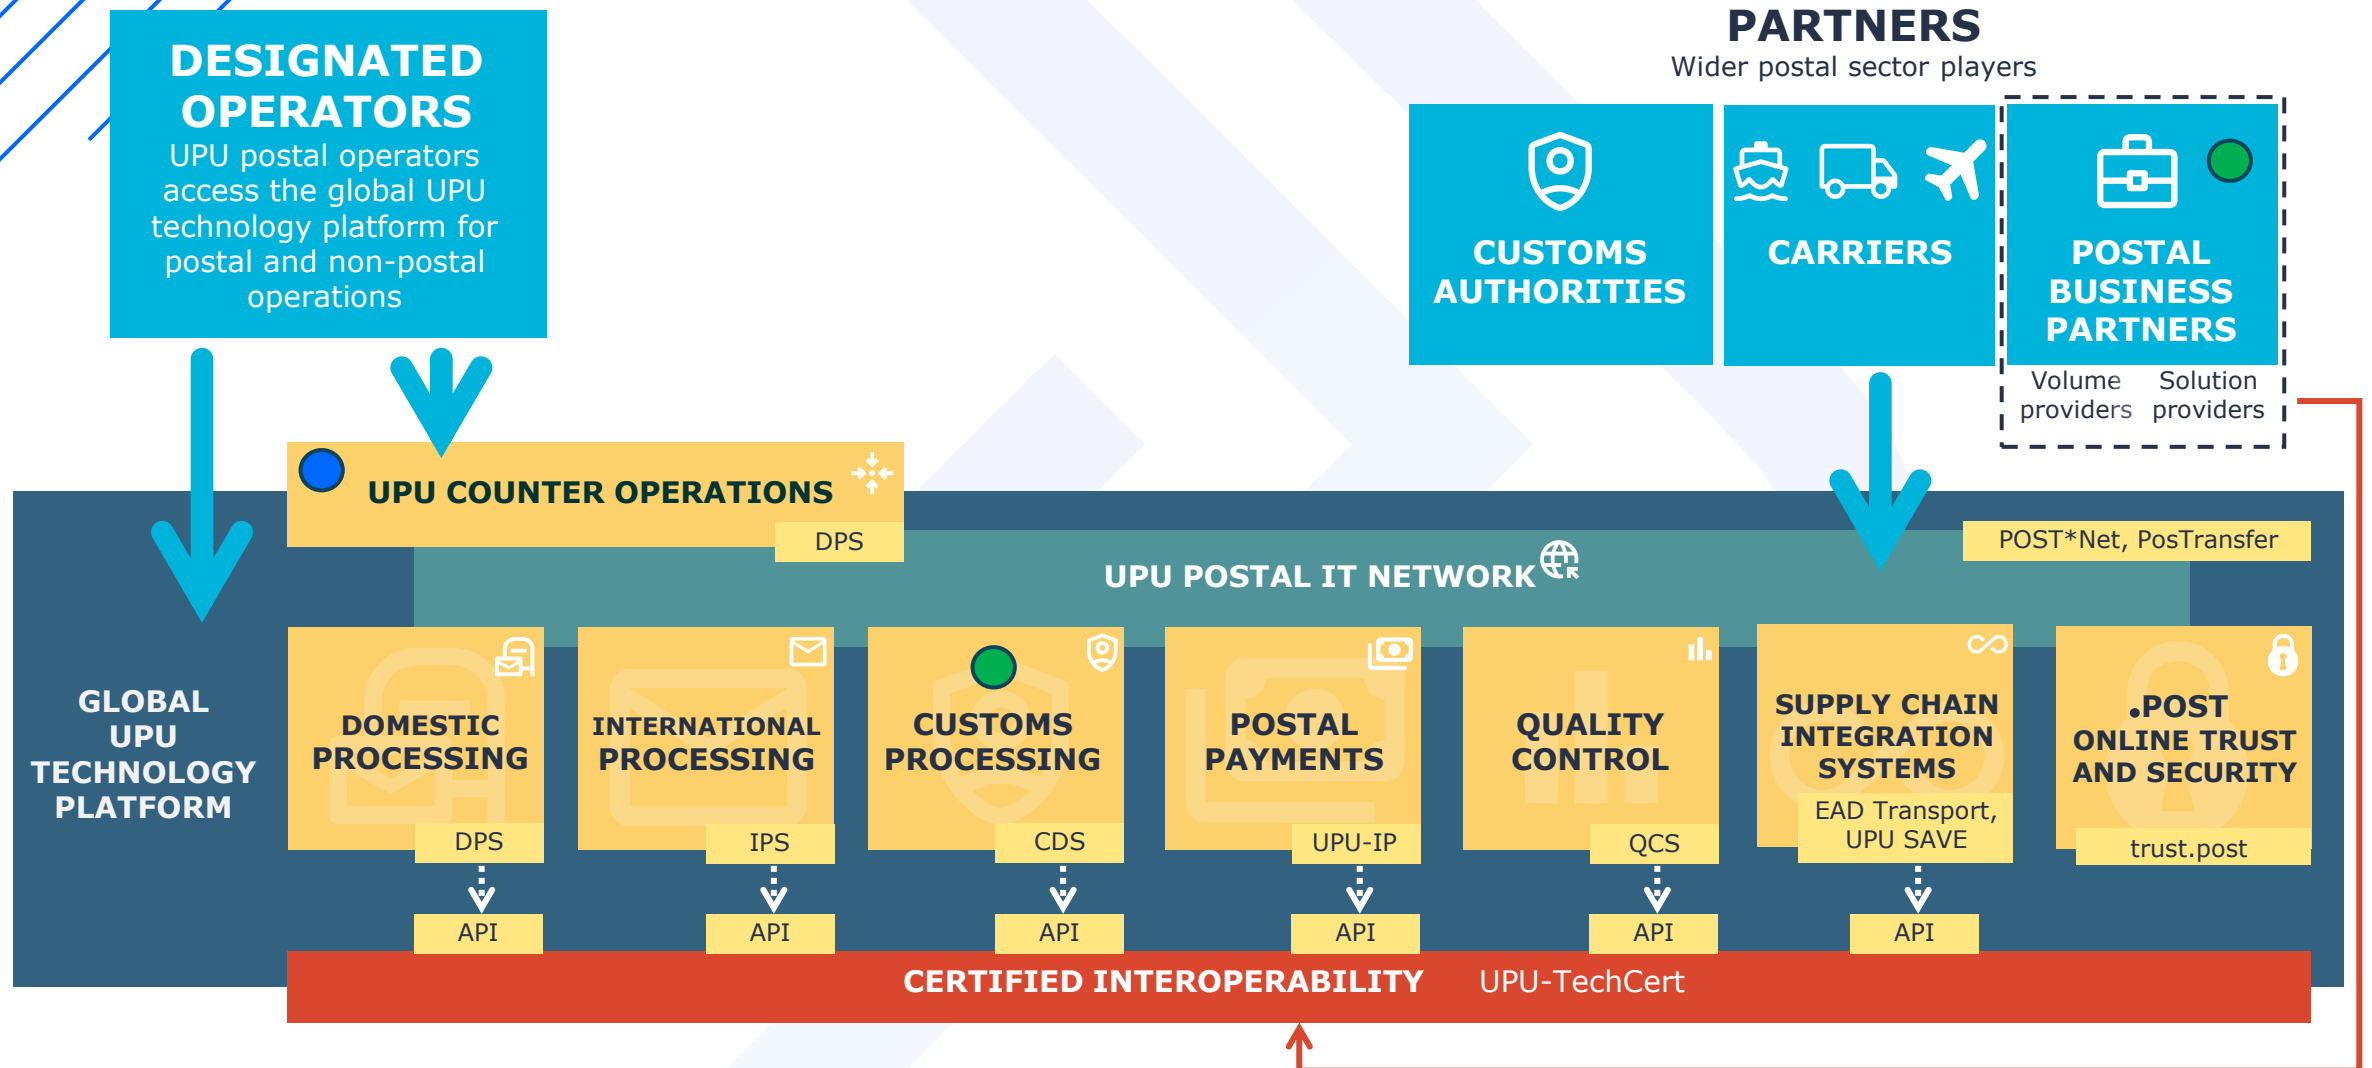 DESIGNATED
OPERATORS
UPU postal operators
access the global UPU
technology platform for
postal and non-postal
operations
PARTNERS
Wider postal sector players
CUSTOMS
AUTHORITIES
CARRIERS
POSTAL
BUSINESS
PARTNERS
Volume
providers
Solution
providers
UPU COUNTER OPERATIONS
DPS
UPU POSTAL IT NETWORK
POST*Net, PosTransfer
GLOBAL
UPU
TECHNOLOGY
PLATFORM
DOMESTIC
PROCESSING
DPS
API
INTERNATIONAL
PROCESSING
IPS
API
CUSTOMS
PROCESSING
CDS
API
POSTAL
PAYMENTS
UPU-IP
API
QUALITY
CONTROL
QCS
API
SUPPLY CHAIN
INTEGRATION
SYSTEMS
EAD Transport,
UPU SAVE
API
.POST
ONLINE TRUST
AND SECURITY
trust.post
CERTIFIED INTEROPERABILITY UPU-TechCert